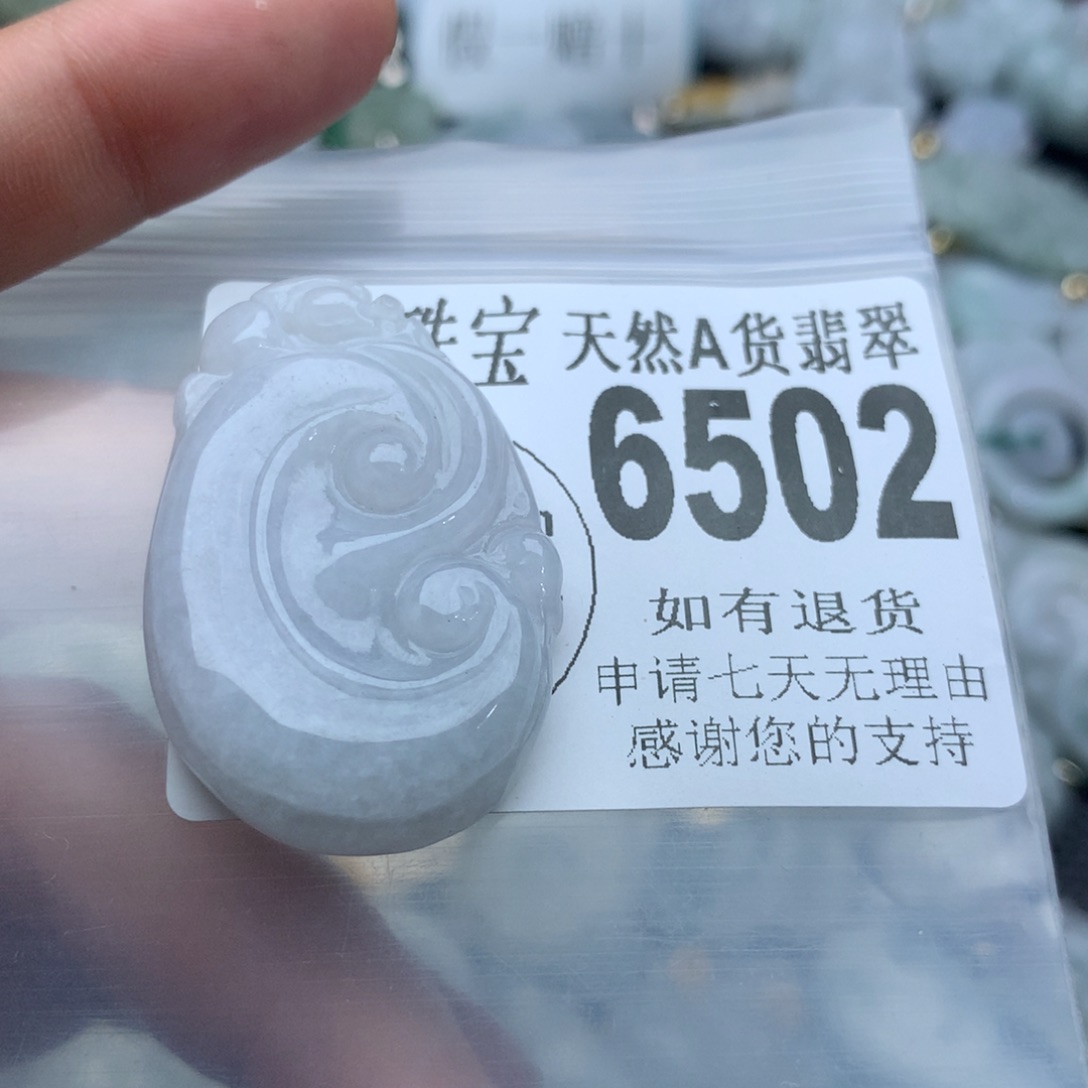 宝 天然A货翡翠
6502
如有退货
申请七天无理由
感谢您的支持